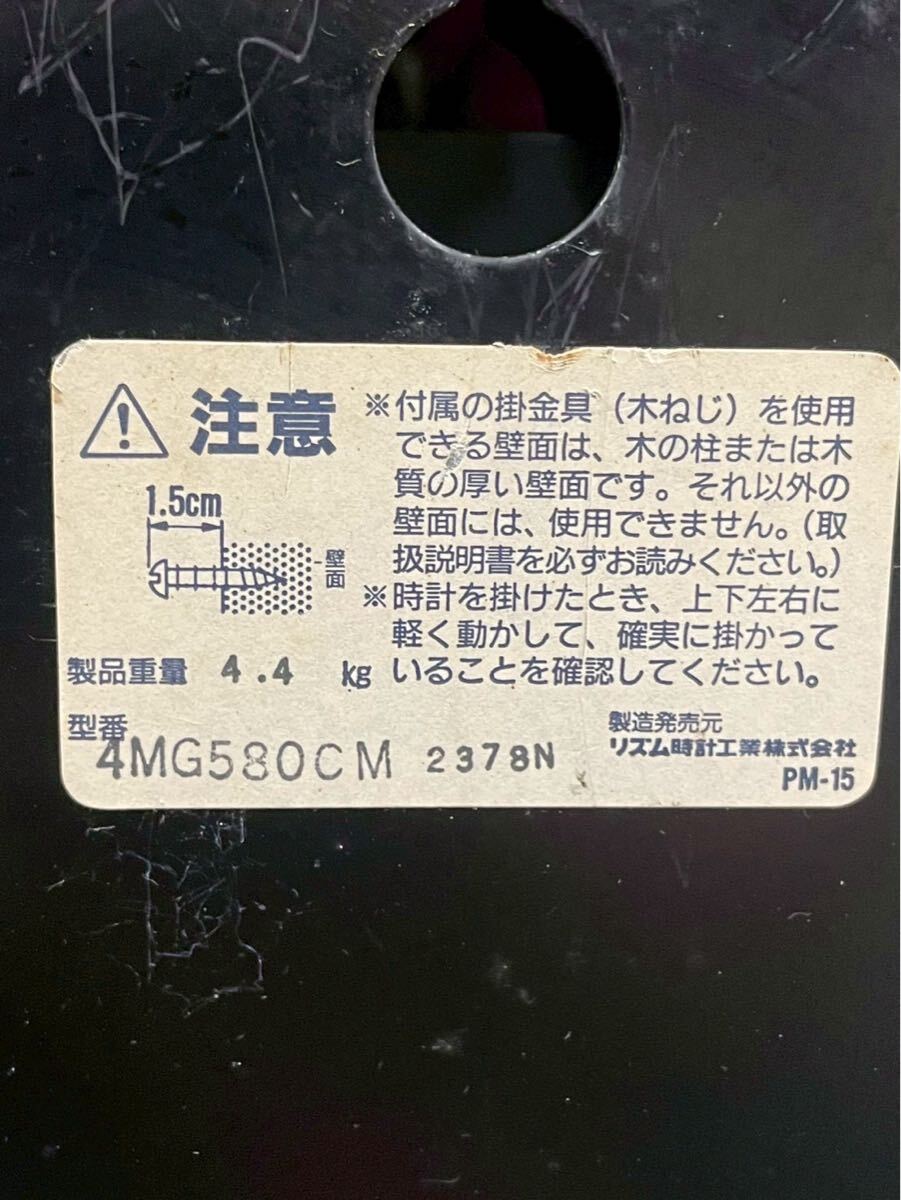 注意
1.5cm
壁面
製品重量 4.4 kg
※付属の掛金具（木ねじ）を使用
できる壁面は、木の柱または木
質の厚い壁面です。それ以外の
壁面には、使用できません。（取
扱説明書を必ずお読みください。）
※時計を掛けたとき、上下左右に
軽く動かして、確実に掛かって
いることを確認してください。
型番
4MG580CM 2378N
製造発売元
リズム時計工業株式会社
PM-15